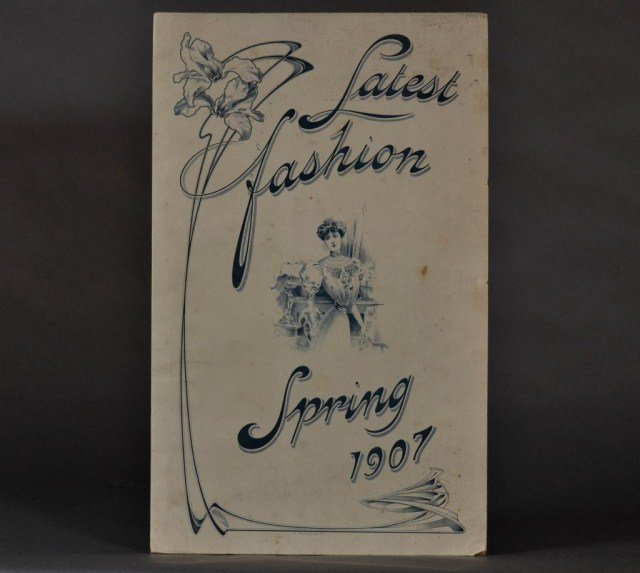 Latest
fashion
Spring
1907